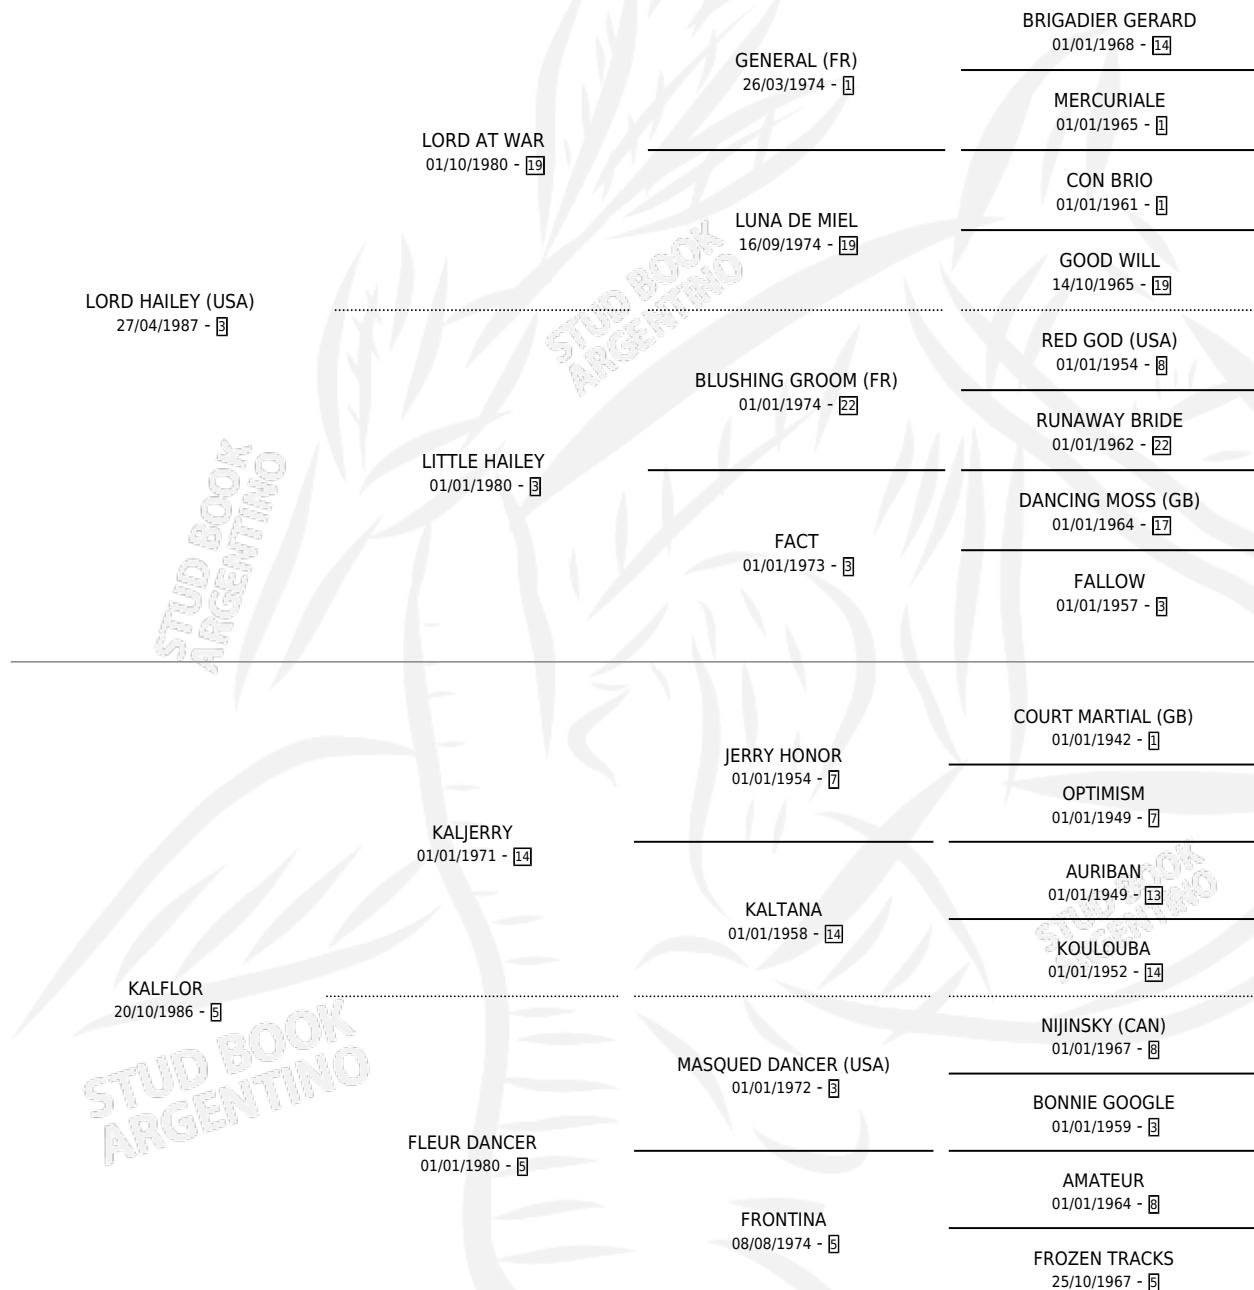 BRIGADIER GERARD
01/01/1968 - 14
GENERAL (FR)
26/03/1974 - 1
MERCURIALE
01/01/1965 - 1
LORD AT WAR
01/10/1980 - 19
CON BRIO
01/01/1961 - 1
LUNA DE MIEL
16/09/1974 - 19
GOOD WILL
14/10/1965 - 19
LORD HAILEY (USA)
27/04/1987 - 3
RED GOD (USA)
01/01/1954 - 8
BLUSHING GROOM (FR)
01/01/1974 - 22
RUNAWAY BRIDE
01/01/1962 - 22
LITTLE HAILEY
01/01/1980 - 3
DANCING MOSS (GB)
01/01/1964 - 17
FACT
01/01/1973 - 3
FALLOW
01/01/1957 - 3
COURT MARTIAL (GB)
01/01/1942 - 1
JERRY HONOR
01/01/1954 - 7
OPTIMISM
01/01/1949 - 7
KALJERRY
01/01/1971 - 14
AURIBAN
01/01/1949 - 13
KALTANA
01/01/1958 - 14
KOULOUBA
01/01/1952 - 14
KALFLOR
20/10/1986 - 5
NIJINSKY (CAN)
01/01/1967 - 8
MASQUED DANCER (USA)
01/01/1972 - 3
BONNIE GOOGLE
01/01/1959 - 3
FLEUR DANCER
01/01/1980 - 5
AMATEUR
01/01/1964 - 8
FRONTINA
08/08/1974 - 5
FROZEN TRACKS
25/10/1967 - 5
STUD BOOK
ARGENTINO
STUD BOOK
ARGENTINO
STUD BOOK
ARGENTINO
STUD BOOK
ARGENTINO